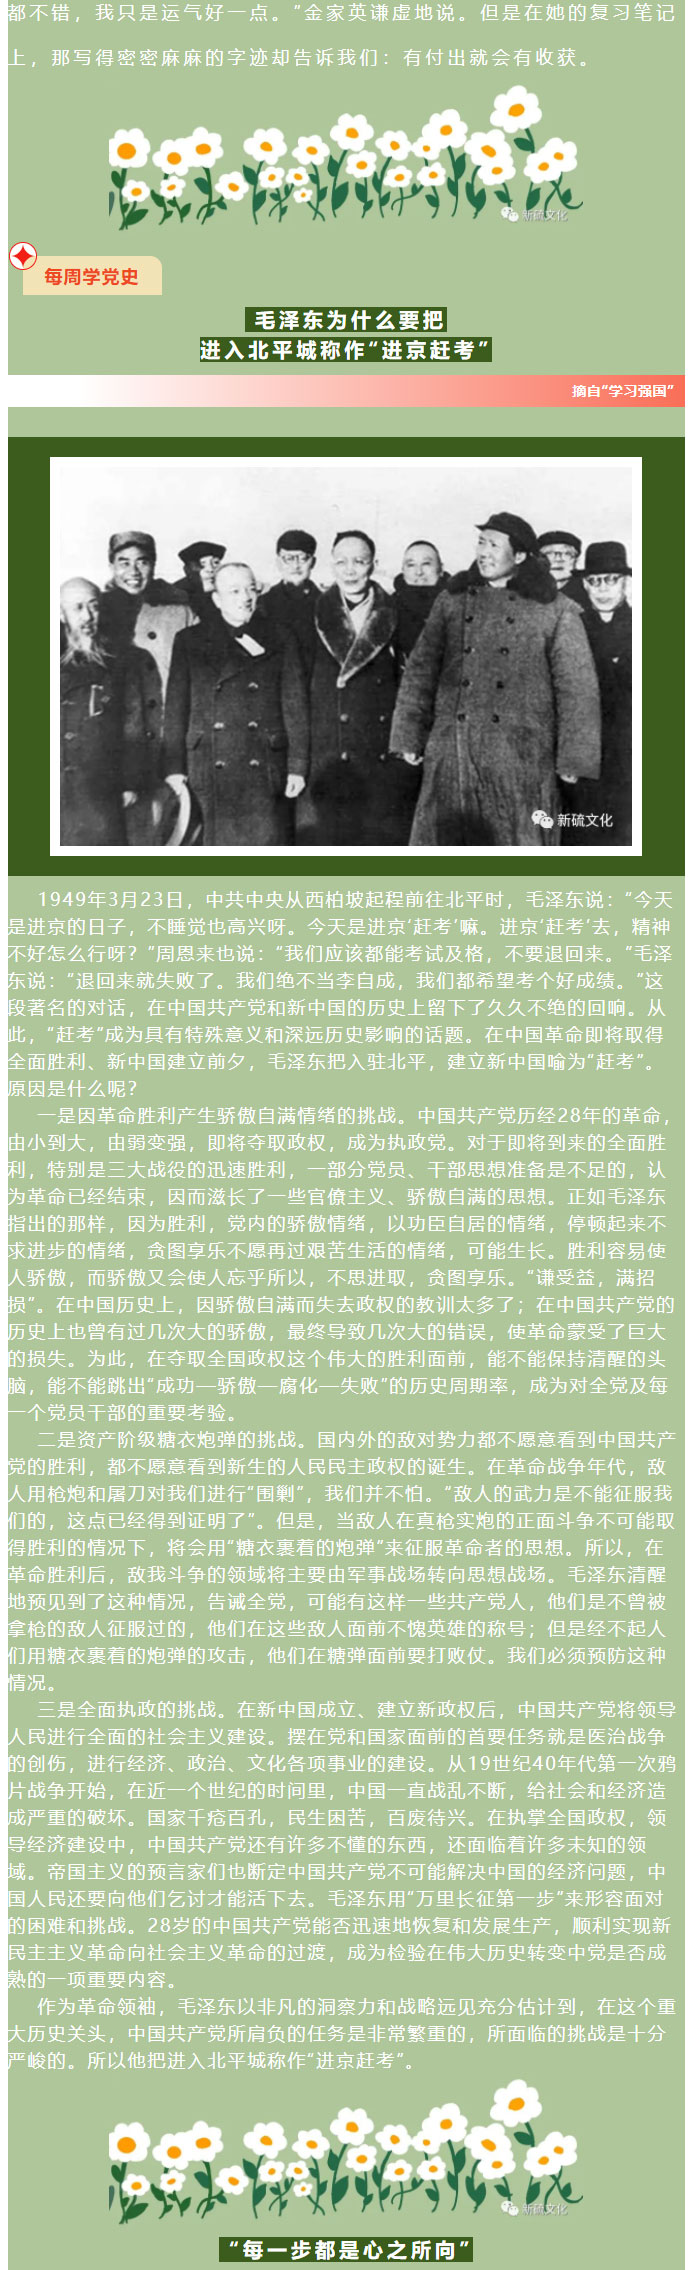 都不错，我只是运气好一点。”金家英谦虚地说。但是在她的复习笔记
上，那写得密密麻麻的字迹却告诉我们：有付出就会有收获。
新硫文化
每周学党史
毛泽东为什么要把
进入北平城称作“进京赶考”
摘自“学习强国”
新硫文化
1949年3月23日，中共中央从西柏坡起程前往北平时，毛泽东说：“今天
是进京的日子，不睡觉也高兴呀。今天是进京‘赶考’嘛。进京‘赶考’去，精神
不好怎么行呀？”周恩来也说：“我们应该都能考试及格，不要退回来。”毛泽
东说：“退回来就失败了。我们绝不当李自成，我们都希望考个好成绩。”这
段著名的对话，在中国共产党和新中国的历史上留下了久久不绝的回响。从
此，“赶考”成为具有特殊意义和深远历史影响的话题。在中国革命即将取得
全面胜利、新中国建立前夕，毛泽东把入驻北平，建立新中国喻为“赶考”。
原因是什么呢？
一是因革命胜利产生骄傲自满情绪的挑战。中国共产党历经28年的革命，
由小到大，由弱变强，即将夺取政权，成为执政党。对于即将到来的全面胜
利，特别是三大战役的迅速胜利，一部分党员、干部思想准备是不足的，认
为革命已经结束，因而滋长了一些官僚主义、骄傲自满的思想。正如毛泽东
指出的那样，因为胜利，党内的骄傲情绪，以功臣自居的情绪，停顿起来不
求进步的情绪，贪图享乐不愿再过艰苦生活的情绪，可能生长。胜利容易使
人骄傲，而骄傲又会使人忘乎所以，不思进取，贪图享乐。“谦受益，满招
损”。在中国历史上，因骄傲自满而失去政权的教训太多了；在中国共产党的
历史上也曾有过几次大的骄傲，最终导致几次大的错误，使革命蒙受了巨大
的损失。为此，在夺取全国政权这个伟大的胜利面前，能不能保持清醒的头
脑，能不能跳出“成功—骄傲—腐化—失败”的历史周期率，成为对全党及每
一个党员干部的重要考验。
二是资产阶级糖衣炮弹的挑战。国内外的敌对势力都不愿意看到中国共产
党的胜利，都不愿意看到新生的人民民主政权的诞生。在革命战争年代，敌
人用枪炮和屠刀对我们进行“围剿”，我们并不怕。“敌人的武力是不能征服我
们的，这点已经得到证明了”。但是，当敌人在真枪实炮的正面斗争不可能取
得胜利的情况下，将会用“糖衣裹着的炮弹”来征服革命者的思想。所以，在
革命胜利后，敌我斗争的领域将主要由军事战场转向思想战场。毛泽东清醒
地预见到了这种情况，告诫全党，可能有这样一些共产党人，他们是不曾被
拿枪的敌人征服过的，他们在这些敌人面前不愧英雄的称号；但是经不起人
们用糖衣裹着的炮弹的攻击，他们在糖弹面前要打败仗。我们必须预防这种
情况。
三是全面执政的挑战。在新中国成立、建立新政权后，中国共产党将领导
人民进行全面的社会主义建设。摆在党和国家面前的首要任务就是医治战争
的创伤，进行经济、政治、文化各项事业的建设。从19世纪40年代第一次鸦
片战争开始，在近一个世纪的时间里，中国一直战乱不断，给社会和经济造
成严重的破坏。国家千疮百孔，民生困苦，百废待兴。在执掌全国政权，领
导经济建设中，中国共产党还有许多不懂的东西，还面临着许多未知的领
域。帝国主义的预言家们也断定中国共产党不可能解决中国的经济问题，中
国人民还要向他们乞讨才能活下去。毛泽东用“万里长征第一步”来形容面对
的困难和挑战。28岁的中国共产党能否迅速地恢复和发展生产，顺利实现新
民主主义革命向社会主义革命的过渡，成为检验在伟大历史转变中党是否成
熟的一项重要内容。
作为革命领袖，毛泽东以非凡的洞察力和战略远见充分估计到，在这个重
大历史关头，中国共产党所肩负的任务是非常繁重的，所面临的挑战是十分
严峻的。所以他把进入北平城称作“进京赶考”。
新硫文化
“每一步都是心之所向”